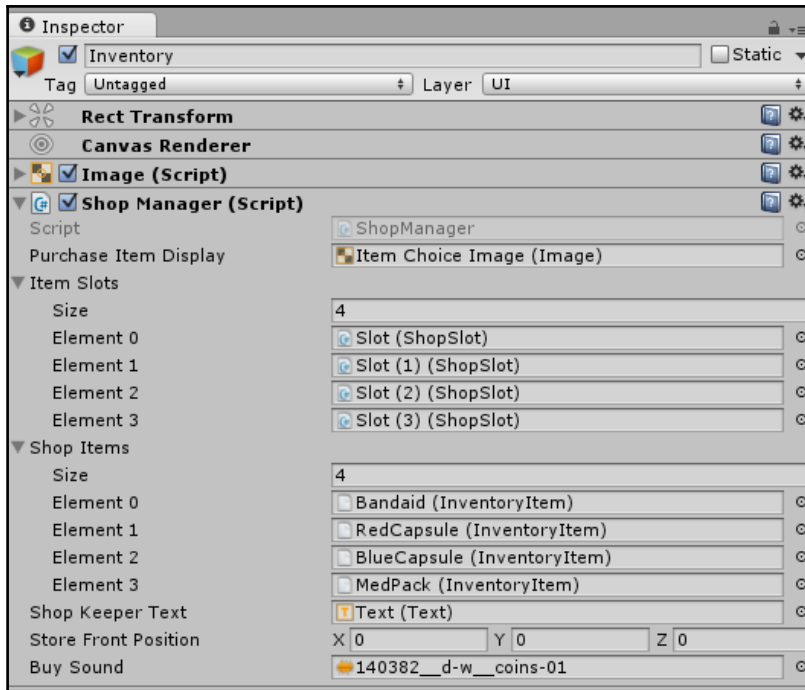 Inspector
Inventory Static
Tag Untagged Layer UI
Rect Transform
Canvas Renderer
Image (Script)
Shop Manager (Script)
Script ShopManager
Purchase Item Display Item Choice Image (Image)
Item Slots
Size 4
Element 0 Slot (ShopSlot)
Element 1 Slot (1) (ShopSlot)
Element 2 Slot (2) (ShopSlot)
Element 3 Slot (3) (ShopSlot)
Shop Items
Size 4
Element 0 Bandaid (InventoryItem)
Element 1 RedCapsule (InventoryItem)
Element 2 BlueCapsule (InventoryItem)
Element 3 MedPack (InventoryItem)
Shop Keeper Text Text (Text)
Store Front Position X 0 Y 0 Z 0
Buy Sound 140382__d-w__coins-01